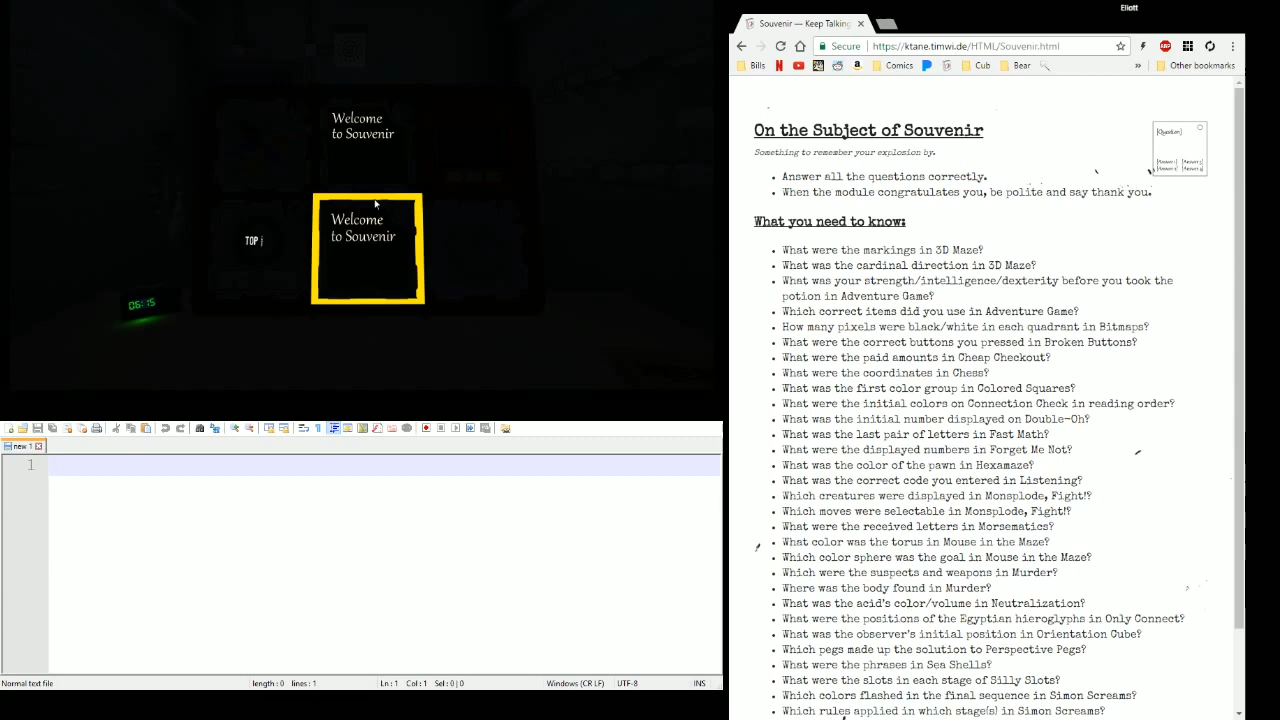 Eliott
Souvenir — Keep Talking
Secure
https://ktane.timwi.de/HTML/Souvenir.html
Bills
Comics
Cub
Bear
»
Other bookmarks
Welcome
to Souvenir
Welcome
to Souvenir
TOP
06:15
On the Subject of Souvenir
Something to remember your explosion by.
• Answer all the questions correctly.
• When the module congratulates you, be polite and say thank you.
[Question]
What you need to know:
• What were the markings in 3D Maze?
• What was the cardinal direction in 3D Maze?
• What was your strength/intelligence/dexterity before you took the
potion in Adventure Game?
• Which correct items did you use in Adventure Game?
• How many pixels were black/white in each quadrant in Bitmaps?
• What were the correct buttons you pressed in Broken Buttons?
• What were the paid amounts in Cheap Checkout?
• What were the coordinates in Chess?
• What was the first color group in Colored Squares?
• What were the initial colors on Connection Check in reading order?
• What was the initial number displayed on Double-Oh?
• What was the last pair of letters in Fast Math?
• What were the displayed numbers in Forget Me Not?
• What was the color of the pawn in Hexamaze?
• What was the correct code you entered in Listening?
• Which creatures were displayed in Monsplode, Fight!?
• Which moves were selectable in Monsplode, Fight!?
• What were the received letters in Morsematics?
• What color was the torus in Mouse in the Maze?
• Which color sphere was the goal in Mouse in the Maze?
• Which were the suspects and weapons in Murder?
• Where was the body found in Murder?
• What was the acid's color/volume in Neutralization?
• What were the positions of the Egyptian hieroglyphs in Only Connect?
• What was the observer's initial position in Orientation Cube?
• Which pegs made up the solution to Perspective Pegs?
• What were the phrases in Sea Shells?
• What were the slots in each stage of Silly Slots?
• Which colors flashed in the final sequence in Simon Screams?
• Which rules applied in which stage(s) in Simon Screams?
new 1
1
Normal text file
length : 0 lines : 1
Ln : 1 Col : 1 Sel : 0 | 0
Windows (CR LF)
UTF-8
INS